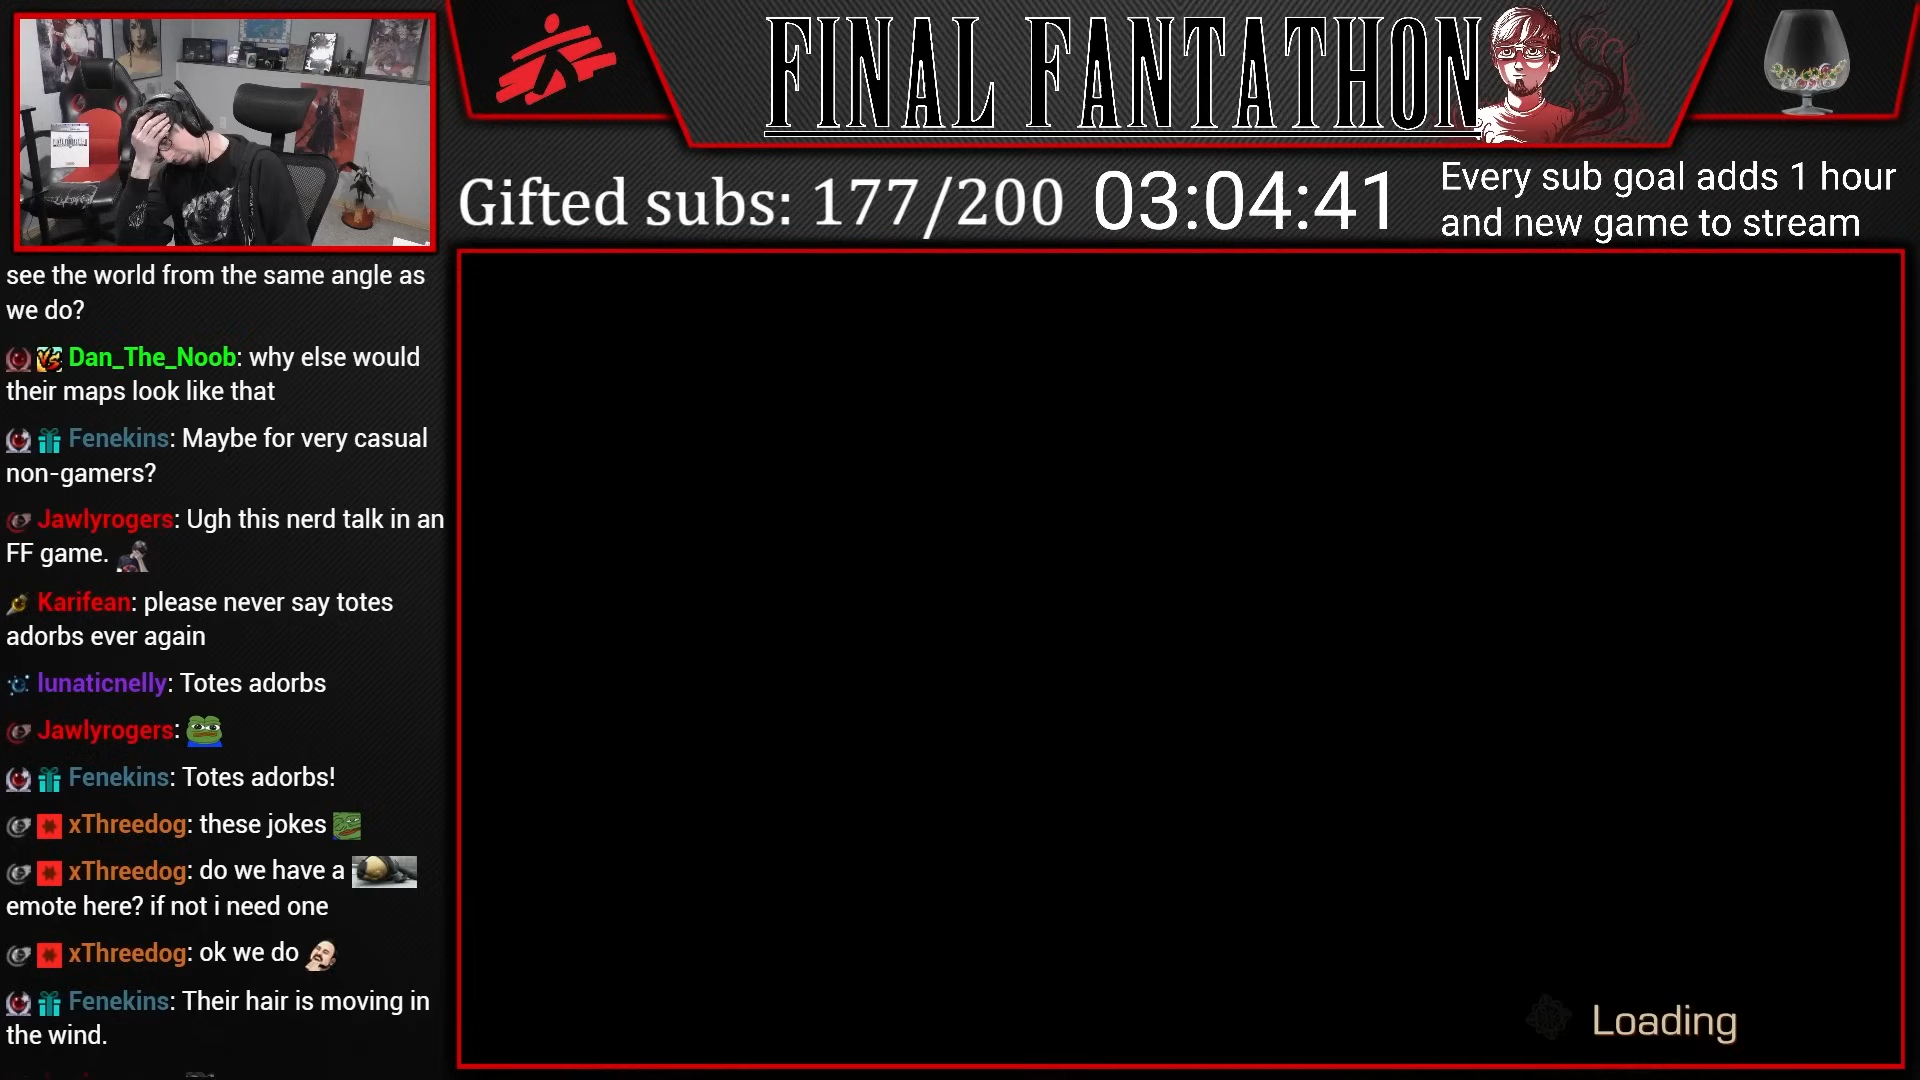 FINAL FANTATHON
Gifted subs: 177/200
03:04:41
Every sub goal adds 1 hour
and new game to stream
see the world from the same angle as
we do?
Dan_The_Noob: why else would
their maps look like that
Fenekins: Maybe for very casual
non-gamers?
Jawlyrogers: Ugh this nerd talk in an
FF game.
Karifean: please never say totes
adorbs ever again
lunaticnelly: Totes adorbs
Jawlyrogers:
Fenekins: Totes adorbs!
xThreedog: these jokes
xThreedog: do we have a
emote here? if not i need one
xThreedog: ok we do
Fenekins: Their hair is moving in
the wind.
Loading